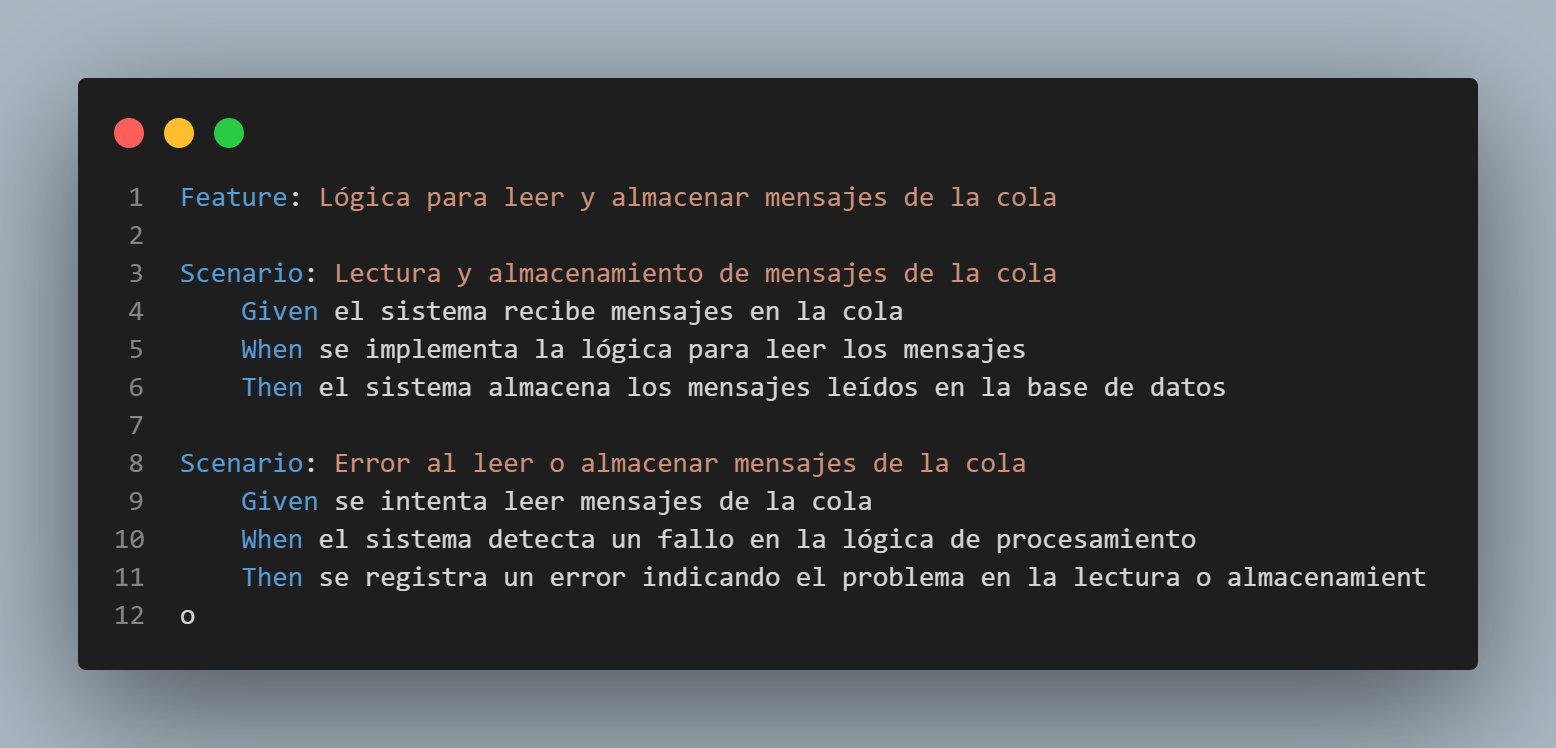 1 Feature: Lógica para leer y almacenar mensajes de la cola
2
3 Scenario: Lectura y almacenamiento de mensajes de la cola
4 Given el sistema recibe mensajes en la cola
5 When se implementa la lógica para leer los mensajes
6 Then el sistema almacena los mensajes leídos en la base de datos
7
8 Scenario: Error al leer o almacenar mensajes de la cola
9 Given se intenta leer mensajes de la cola
10 When el sistema detecta un fallo en la lógica de procesamiento
11 Then se registra un error indicando el problema en la lectura o almacenamient
12 o